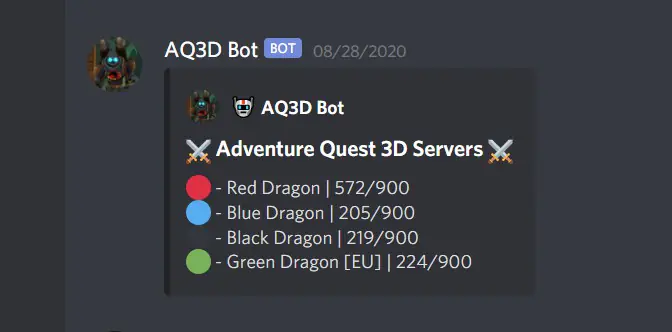 AQ3D Bot BOT 08/28/2020
AQ3D Bot
Adventure Quest 3D Servers
- Red Dragon | 572/900
- Blue Dragon | 205/900
- Black Dragon | 219/900
- Green Dragon [EU] | 224/900